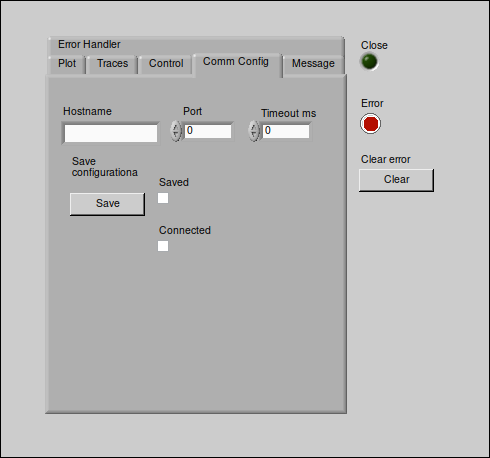 Error Handler
Close
Plot
Traces
Control
Comm Config
Message
Error
Hostname
Port
Timeout ms
0
0
Save
configurationa
Clear error
Clear
Saved
Save
Connected